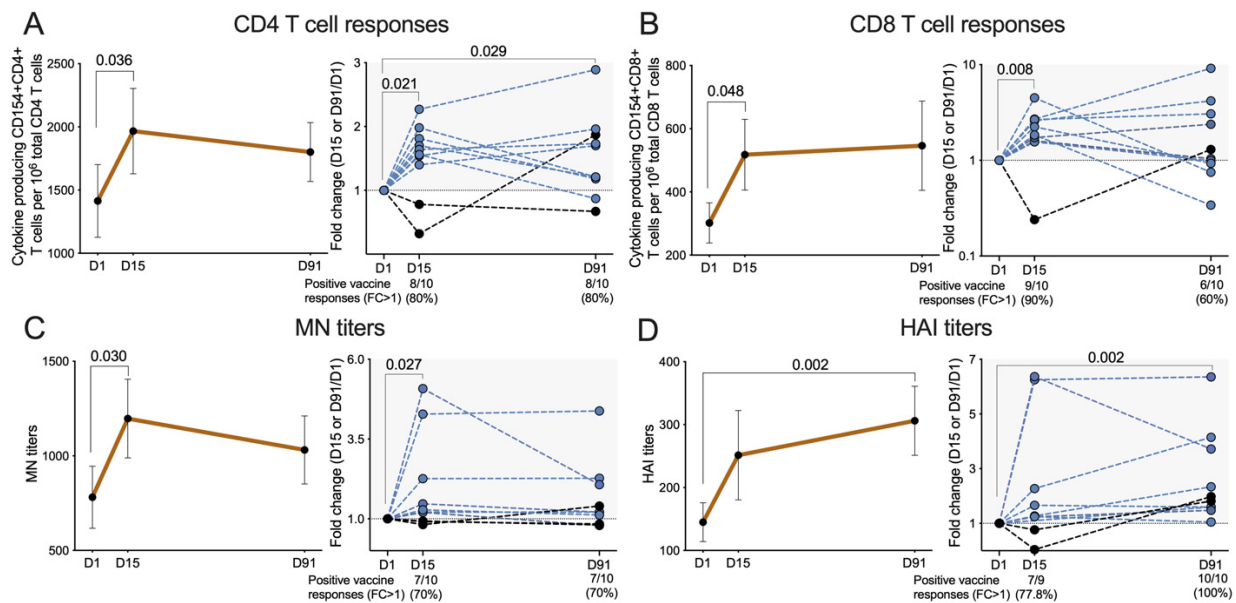 A
CD4 T cell responses
Cytokine producing CD154+CD4+
T cells per 10⁶ total CD4 T cells
2500
2000
1500
1000
0.036
D1
D15
D91
Fold change (D15 or D91/D1)
3
2
1
0.029
0.021
D1
D15
D91
Positive vaccine
responses (FC>1)
8/10
(80%)
8/10
(80%)
B
CD8 T cell responses
Cytokine producing CD154+CD8+
T cells per 10⁶ total CD8 T cells
800
600
400
200
0.048
D1
D15
D91
Fold change (D15 or D91/D1)
10
1
0.1
0.008
D1
D15
D91
Positive vaccine
responses (FC>1)
9/10
(90%)
6/10
(60%)
C
MN titers
MN titers
1500
1000
500
0.030
D1
D15
D91
Fold change (D15 or D91/D1)
6.0
3.5
1.0
0.027
D1
D15
D91
Positive vaccine
responses (FC>1)
7/10
(70%)
7/10
(70%)
D
HAI titers
HAI titers
400
300
200
100
0.002
D1
D15
D91
Fold change (D15 or D91/D1)
7
5
2
1
0.002
D1
D15
D91
Positive vaccine
responses (FC>1)
7/9
(77.8%)
10/10
(100%)